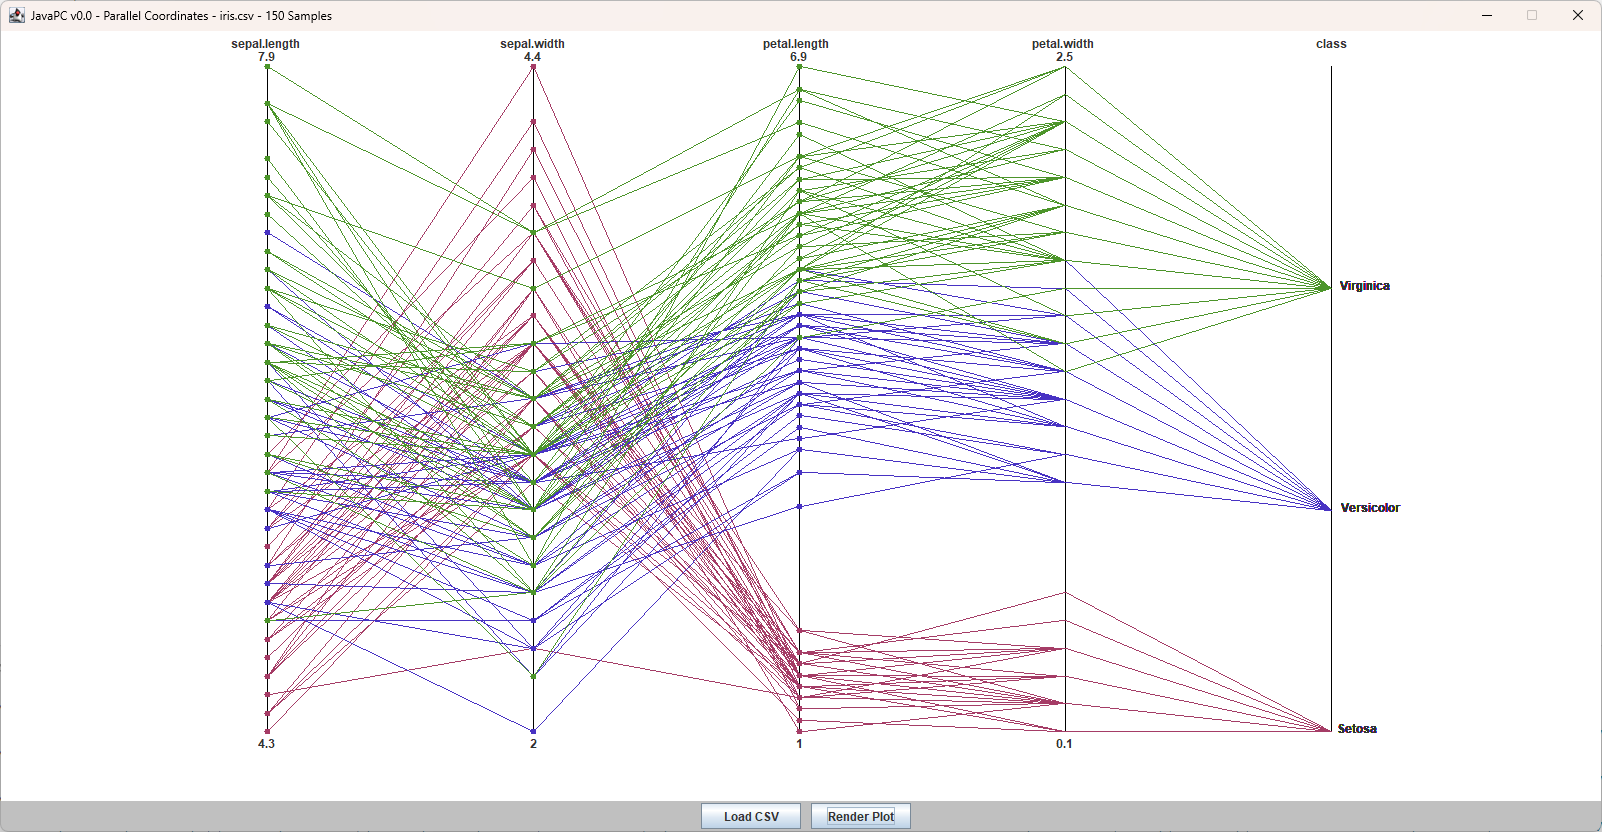 JavaPC v0.0 - Parallel Coordinates - iris.csv - 150 Samples
sepal.length sepal.width petal.length petal.width class
7.9 4.4 6.9 2.5
Virginica
Versicolor
Setosa
4.3 2 1 0.1
Load CSV Render Plot